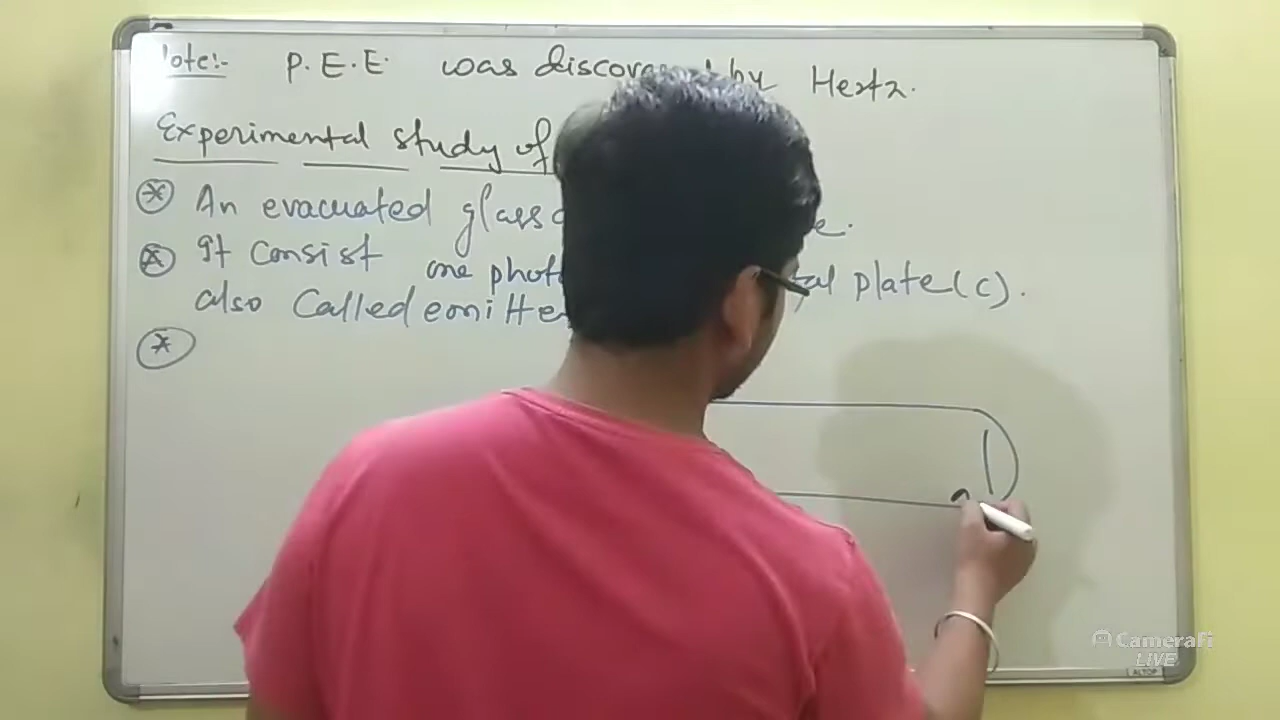 Note:- P.E.E. was discovered by Hertz.
Experimental study of
* An evacuated glass
* It consist one photo plate(c).
also Called emitter
*
CameraFi
LIVE